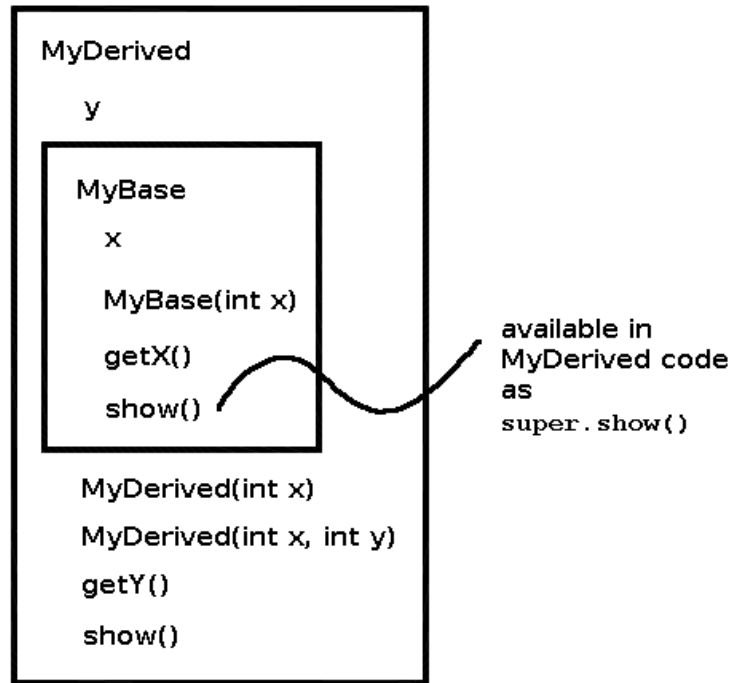 MyDerived
y
MyBase
x
MyBase(int x)
getX()
show()
MyDerived(int x)
MyDerived(int x, int y)
getY()
show()
available in
MyDerived code
as
super.show()